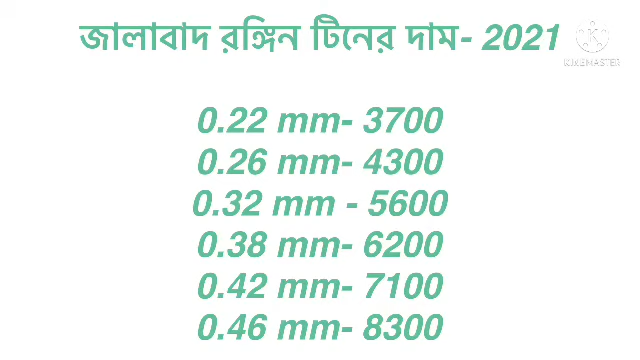 জালাবাদ রঙ্গিন টিনের দাম- 2021
KINEMASTER
0.22 mm- 3700
0.26 mm- 4300
0.32 mm - 5600
0.38 mm- 6200
0.42 mm- 7100
0.46 mm- 8300